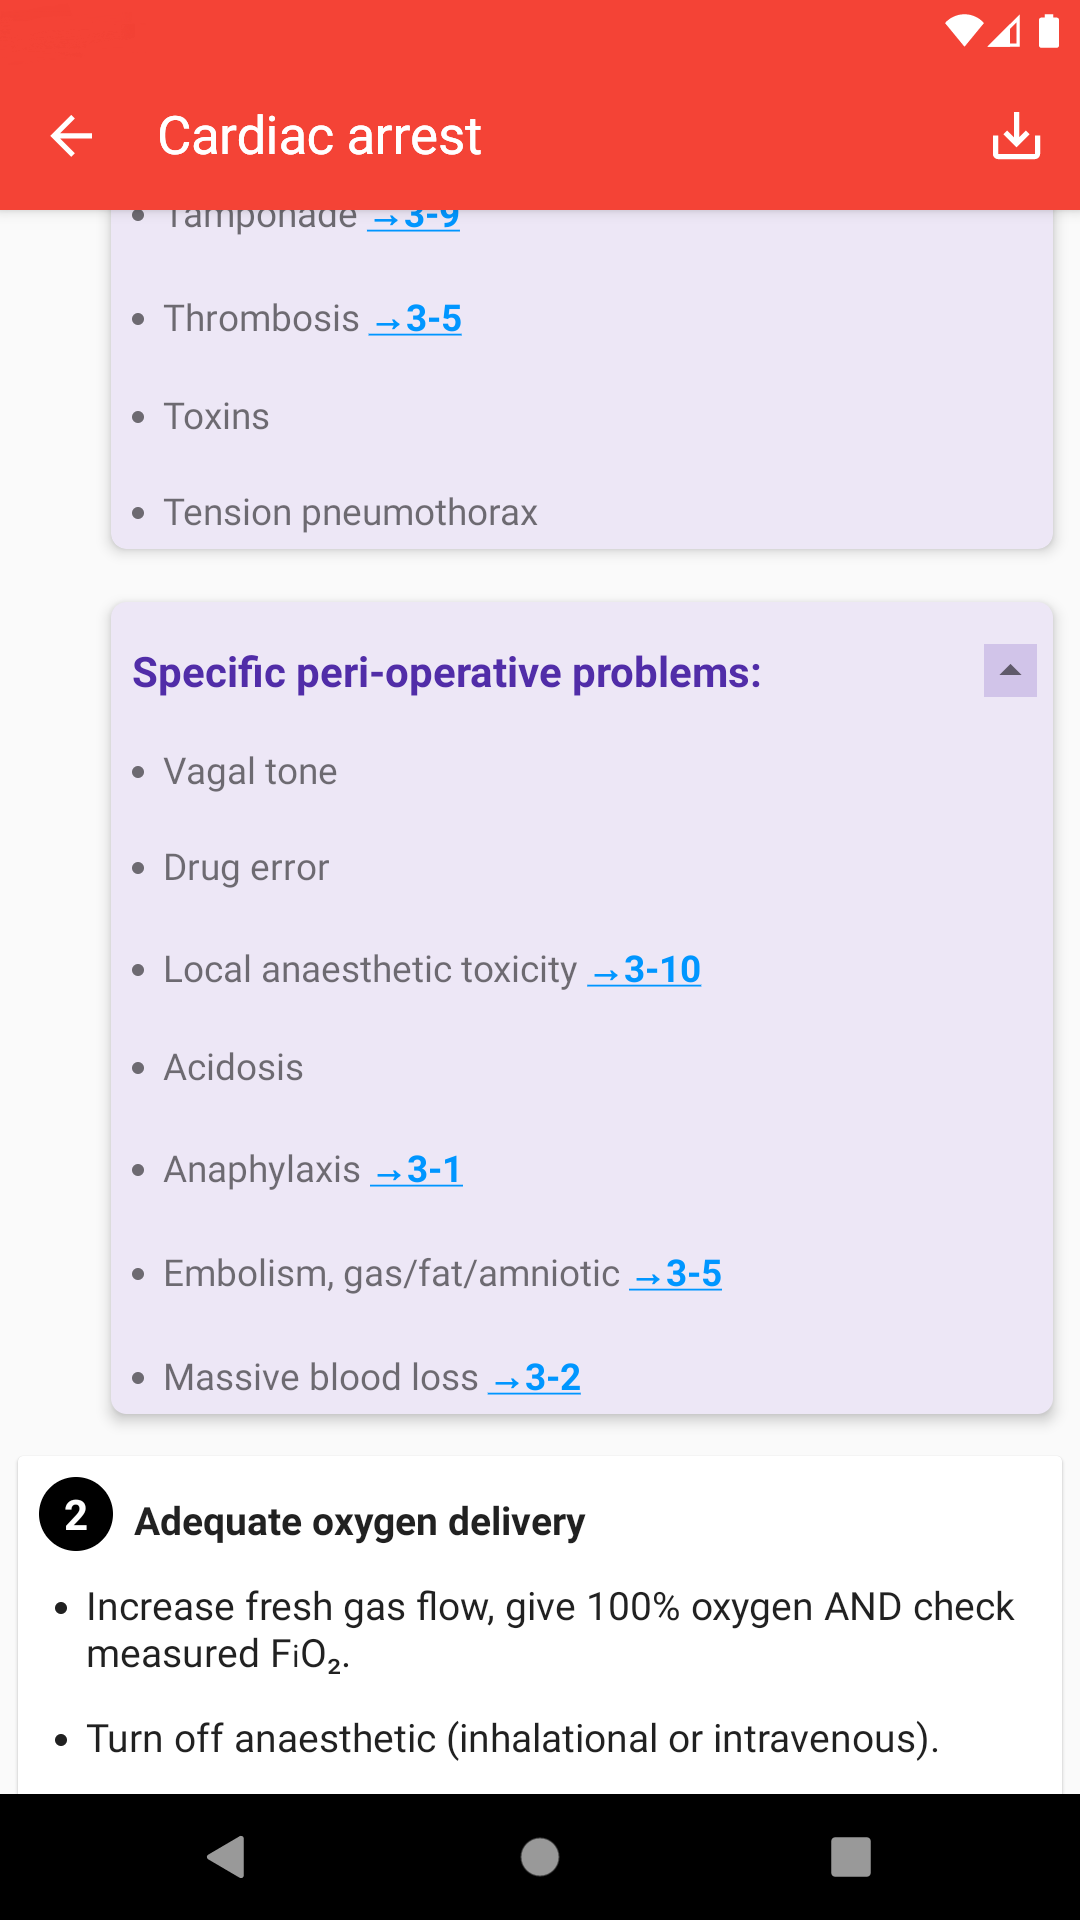 Cardiac arrest
Tamponade →3-9
Thrombosis →3-5
Toxins
Tension pneumothorax
Specific peri-operative problems:
Vagal tone
Drug error
Local anaesthetic toxicity →3-10
Acidosis
Anaphylaxis →3-1
Embolism, gas/fat/amniotic →3-5
Massive blood loss →3-2
2 Adequate oxygen delivery
Increase fresh gas flow, give 100% oxygen AND check
measured FiO₂.
Turn off anaesthetic (inhalational or intravenous).